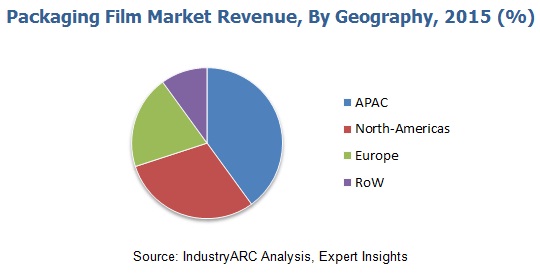 Packaging Film Market Revenue, By Geography, 2015 (%)
APAC
North-Americas
Europe
RoW
Source: IndustryARC Analysis, Expert Insights